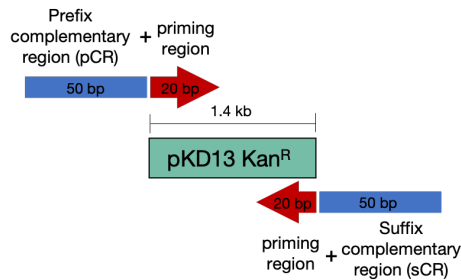 Prefix
complementary + priming
region (pCR) region
50 bp 20 bp
1.4 kb
pKD13 Kanᴿ
20 bp 50 bp
priming Suffix
region + complementary
region (sCR)